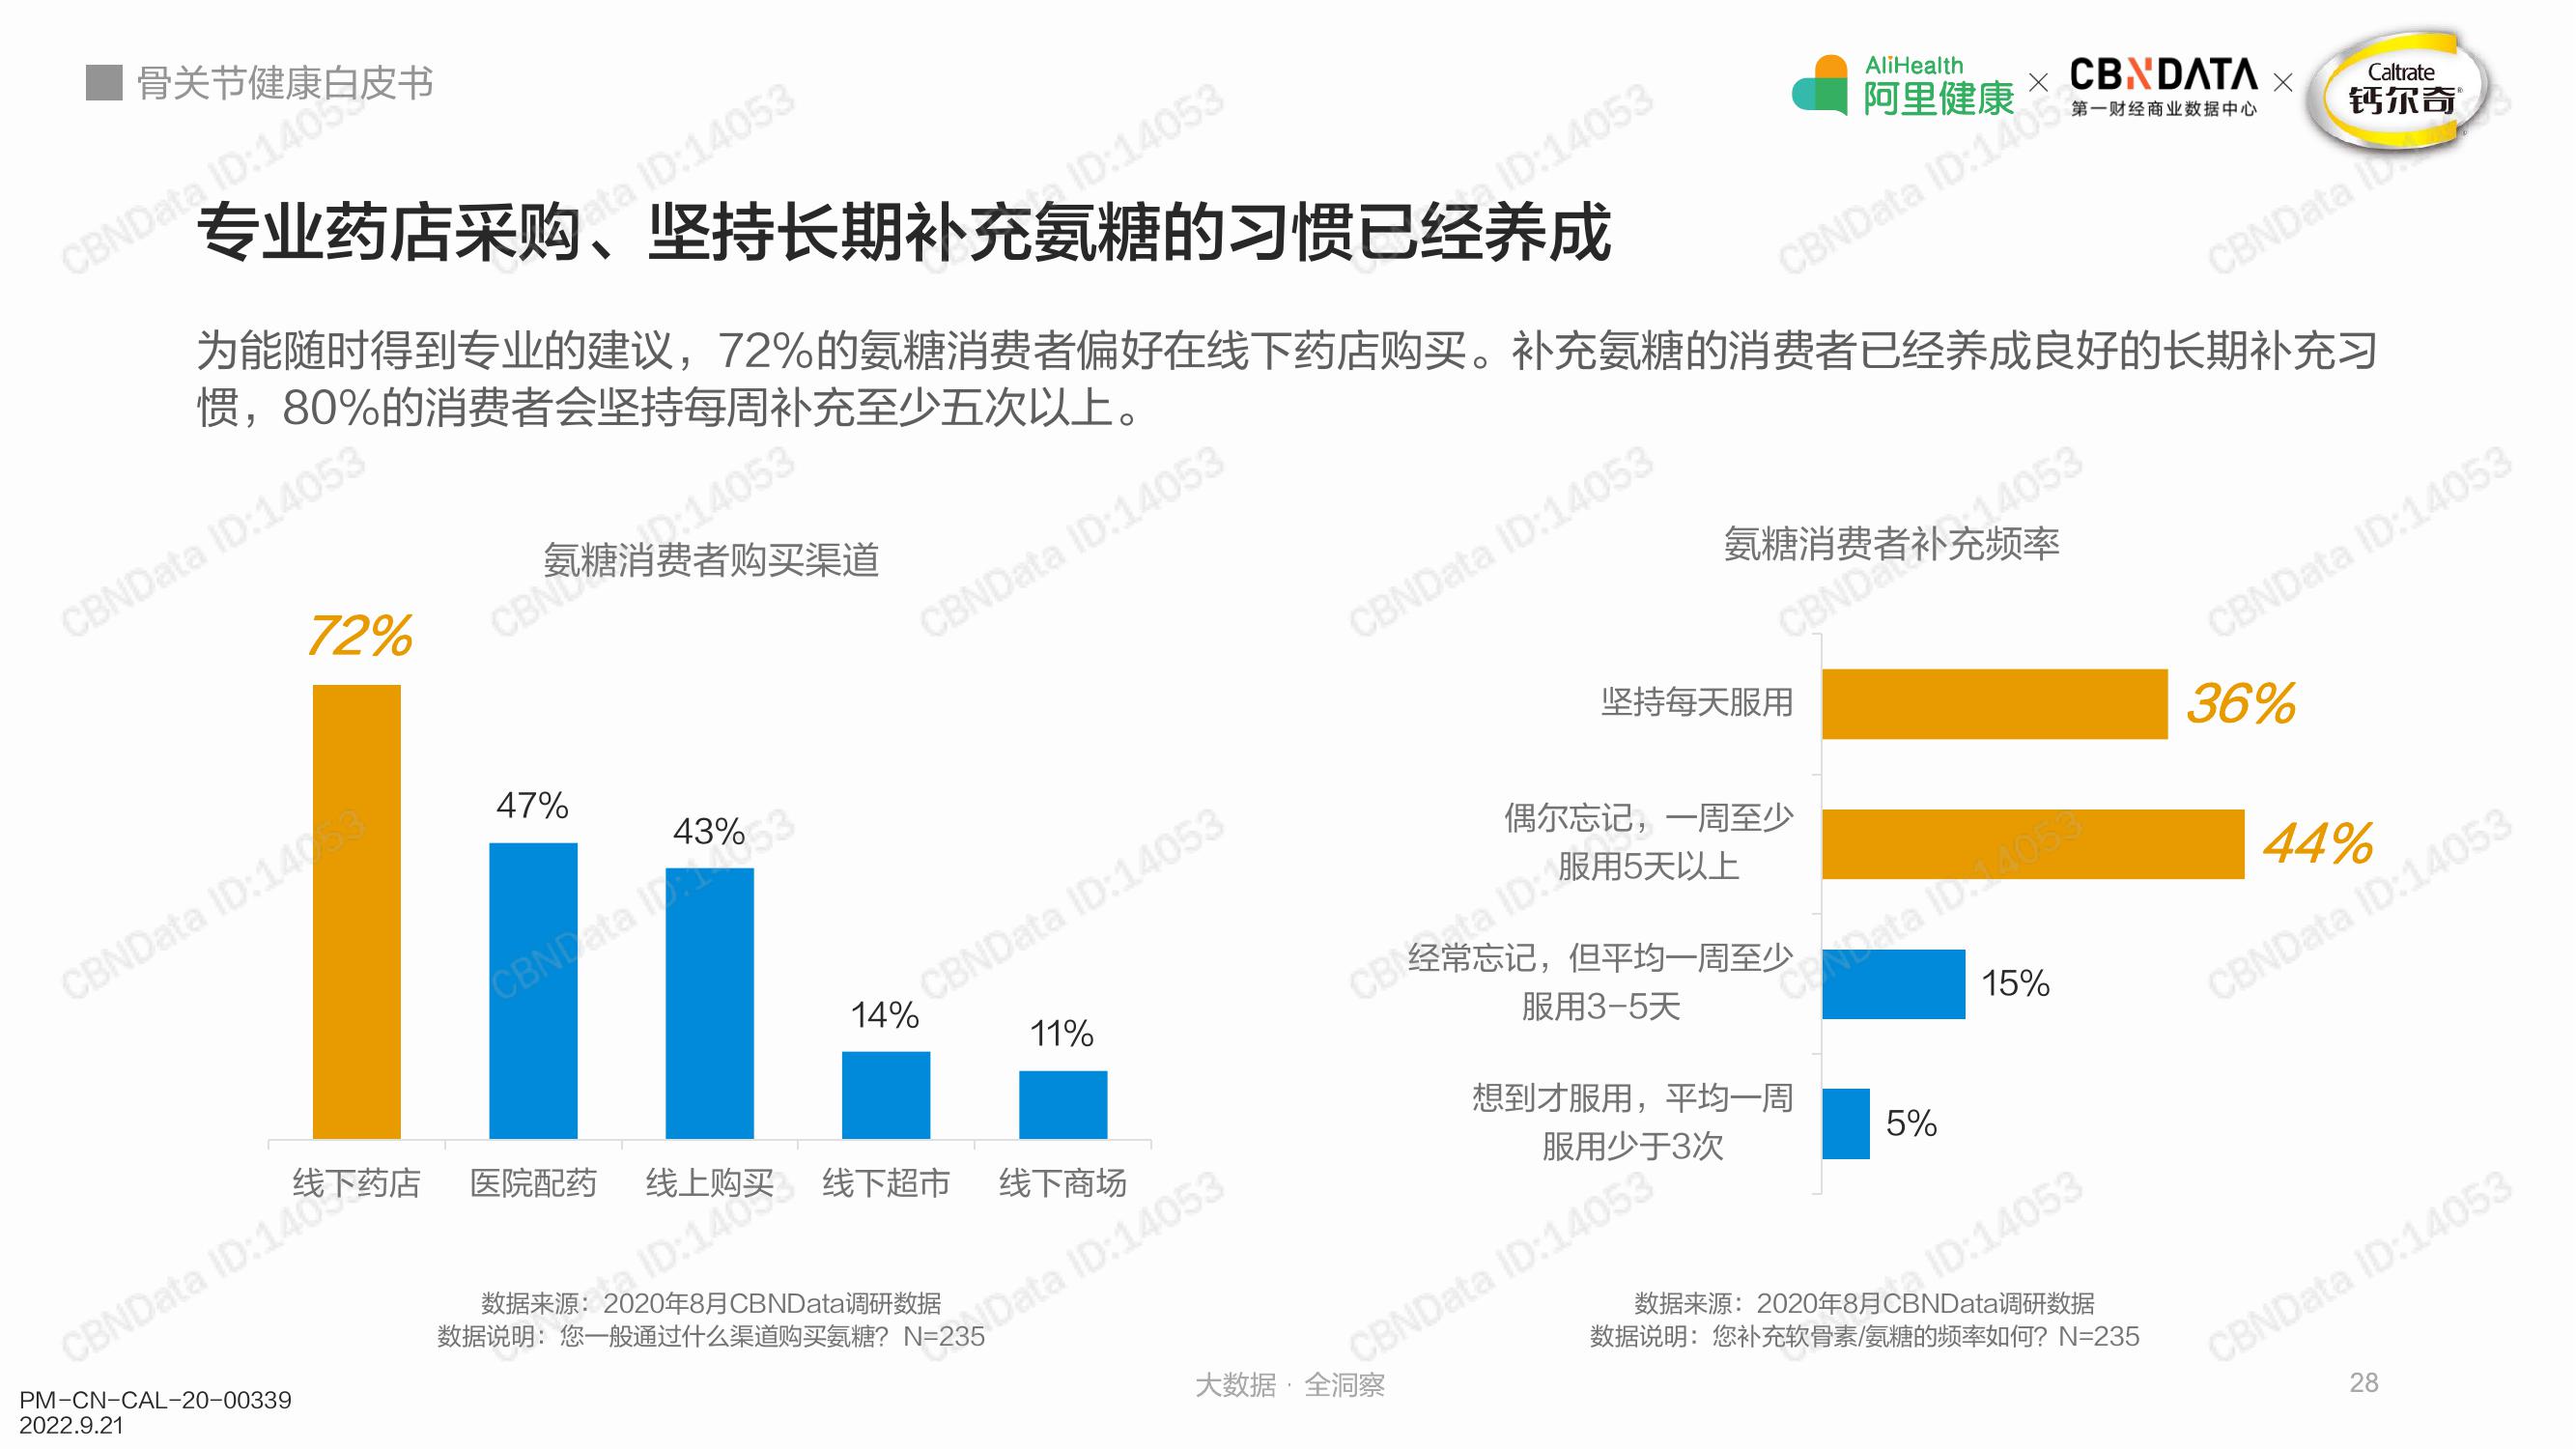 骨关节健康白皮书
AliHealth
阿里健康
×
CBNDATA
第一财经商业数据中心
×
Caltrate
钙尔奇®
专业药店采购、坚持长期补充氨糖的习惯已经养成
为能随时得到专业的建议，72%的氨糖消费者偏好在线下药店购买。补充氨糖的消费者已经养成良好的长期补充习
惯，80%的消费者会坚持每周补充至少五次以上。
氨糖消费者购买渠道
72%
47%
43%
14%
11%
线下药店 医院配药 线上购买 线下超市 线下商场
数据来源：2020年8月CBNData调研数据
数据说明：您一般通过什么渠道购买氨糖？N=235
氨糖消费者补充频率
坚持每天服用
36%
偶尔忘记，一周至少
服用5天以上
44%
经常忘记，但平均一周至少
服用3-5天
15%
想到才服用，平均一周
服用少于3次
5%
数据来源：2020年8月CBNData调研数据
数据说明：您补充软骨素/氨糖的频率如何？N=235
大数据 · 全洞察
28
PM-CN-CAL-20-00339
2022.9.21
CBNData ID:14053